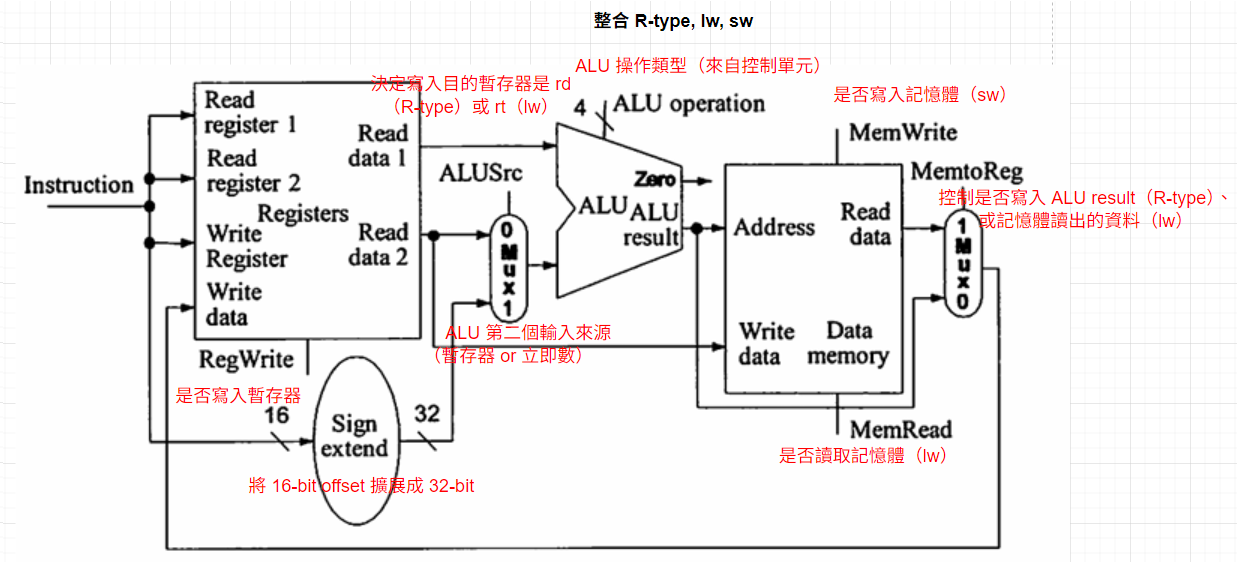 整合 R-type, lw, sw
ALU 操作類型（來自控制單元）
決定寫入目的暫存器是 rd
（R-type）或 rt（lw）
是否寫入記憶體（sw）
Read
register 1
Read
data 1
4
ALU operation
MemWrite
Instruction
Read
register 2
ALUSrc
Zero
MemtoReg
控制是否寫入 ALU result（R-type）、
或記憶體讀出的資料（lw）
Registers
Write
Register
Read
data 2
0
Mux
1
ALU
ALU
result
Address
Read
data
1
Mux
0
Write
data
ALU 第二個輸入來源
（暫存器 or 立即數）
Write
data
Data
memory
RegWrite
是否寫入暫存器
16
Sign
extend
32
MemRead
是否讀取記憶體（lw）
將 16-bit offset 擴展成 32-bit